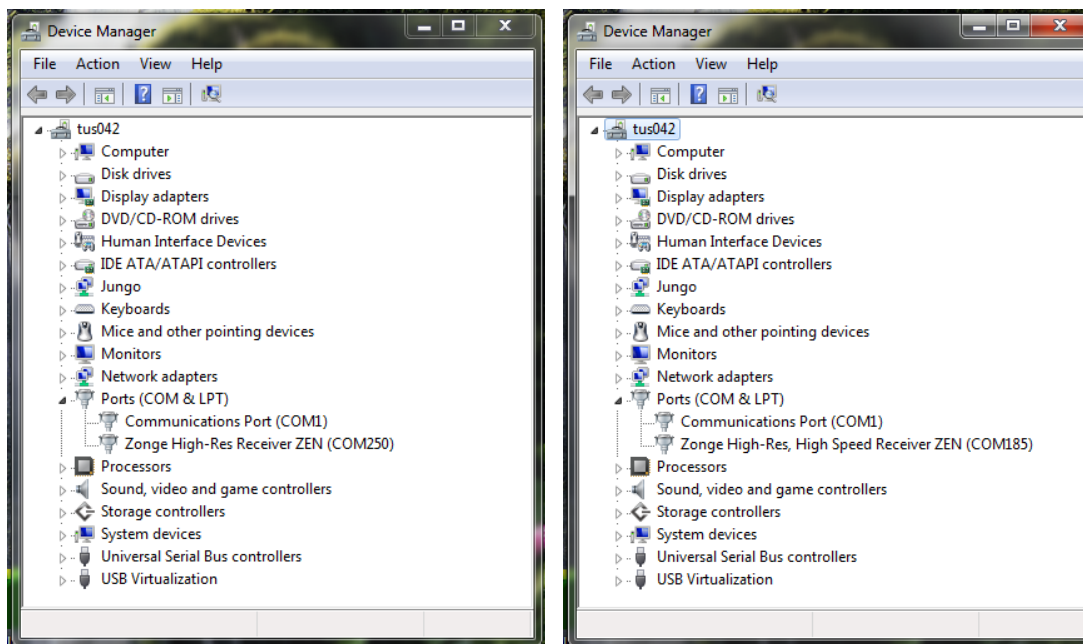 Device Manager
File Action View Help
tus042
Computer
Disk drives
Display adapters
DVD/CD-ROM drives
Human Interface Devices
IDE ATA/ATAPI controllers
Jungo
Keyboards
Mice and other pointing devices
Monitors
Network adapters
Ports (COM & LPT)
Communications Port (COM1)
Zonge High-Res Receiver ZEN (COM250)
Processors
Sound, video and game controllers
Storage controllers
System devices
Universal Serial Bus controllers
USB Virtualization
Device Manager
File Action View Help
tus042
Computer
Disk drives
Display adapters
DVD/CD-ROM drives
Human Interface Devices
IDE ATA/ATAPI controllers
Jungo
Keyboards
Mice and other pointing devices
Monitors
Network adapters
Ports (COM & LPT)
Communications Port (COM1)
Zonge High-Res, High Speed Receiver ZEN (COM185)
Processors
Sound, video and game controllers
Storage controllers
System devices
Universal Serial Bus controllers
USB Virtualization